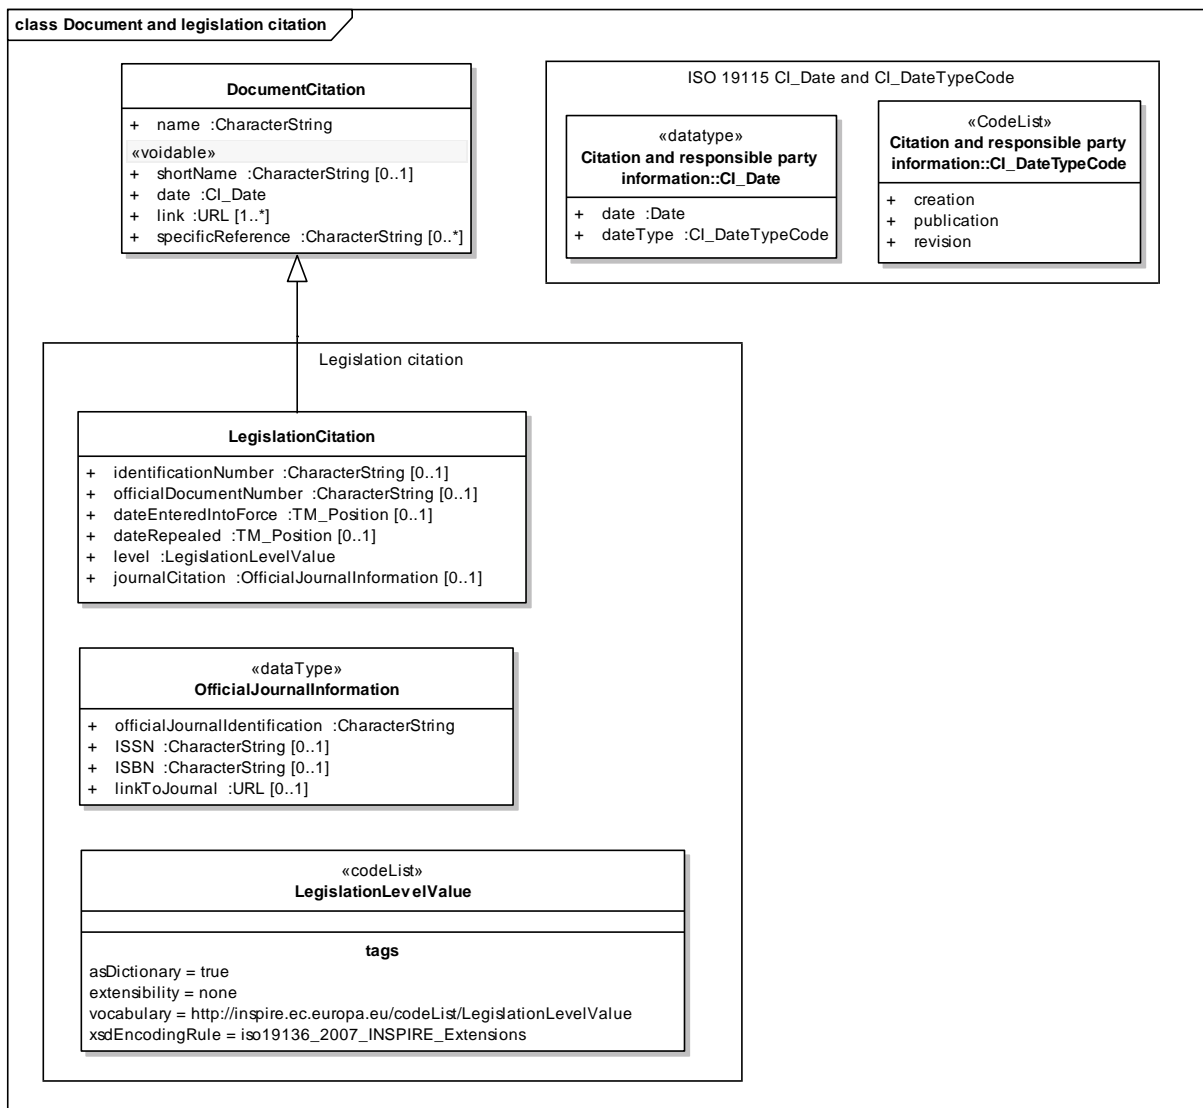 class Document and legislation citation
DocumentCitation
+ name :CharacterString
«voidable»
+ shortName :CharacterString [0..1]
+ date :CI_Date
+ link :URL [1..*]
+ specificReference :CharacterString [0..*]
ISO 19115 CI_Date and CI_DateTypeCode
«datatype»
Citation and responsible party
information::CI_Date
+ date :Date
+ dateType :CI_DateTypeCode
«CodeList»
Citation and responsible party
information::CI_DateTypeCode
+ creation
+ publication
+ revision
Legislation citation
LegislationCitation
+ identificationNumber :CharacterString [0..1]
+ officialDocumentNumber :CharacterString [0..1]
+ dateEnteredIntoForce :TM_Position [0..1]
+ dateRepealed :TM_Position [0..1]
+ level :LegislationLevelValue
+ journalCitation :OfficialJournalInformation [0..1]
«dataType»
OfficialJournalInformation
+ officialJournalIdentification :CharacterString
+ ISSN :CharacterString [0..1]
+ ISBN :CharacterString [0..1]
+ linkToJournal :URL [0..1]
«codeList»
LegislationLevelValue
tags
asDictionary = true
extensibility = none
vocabulary = http://inspire.ec.europa.eu/codeList/LegislationLevelValue
xsdEncodingRule = iso19136_2007_INSPIRE_Extensions